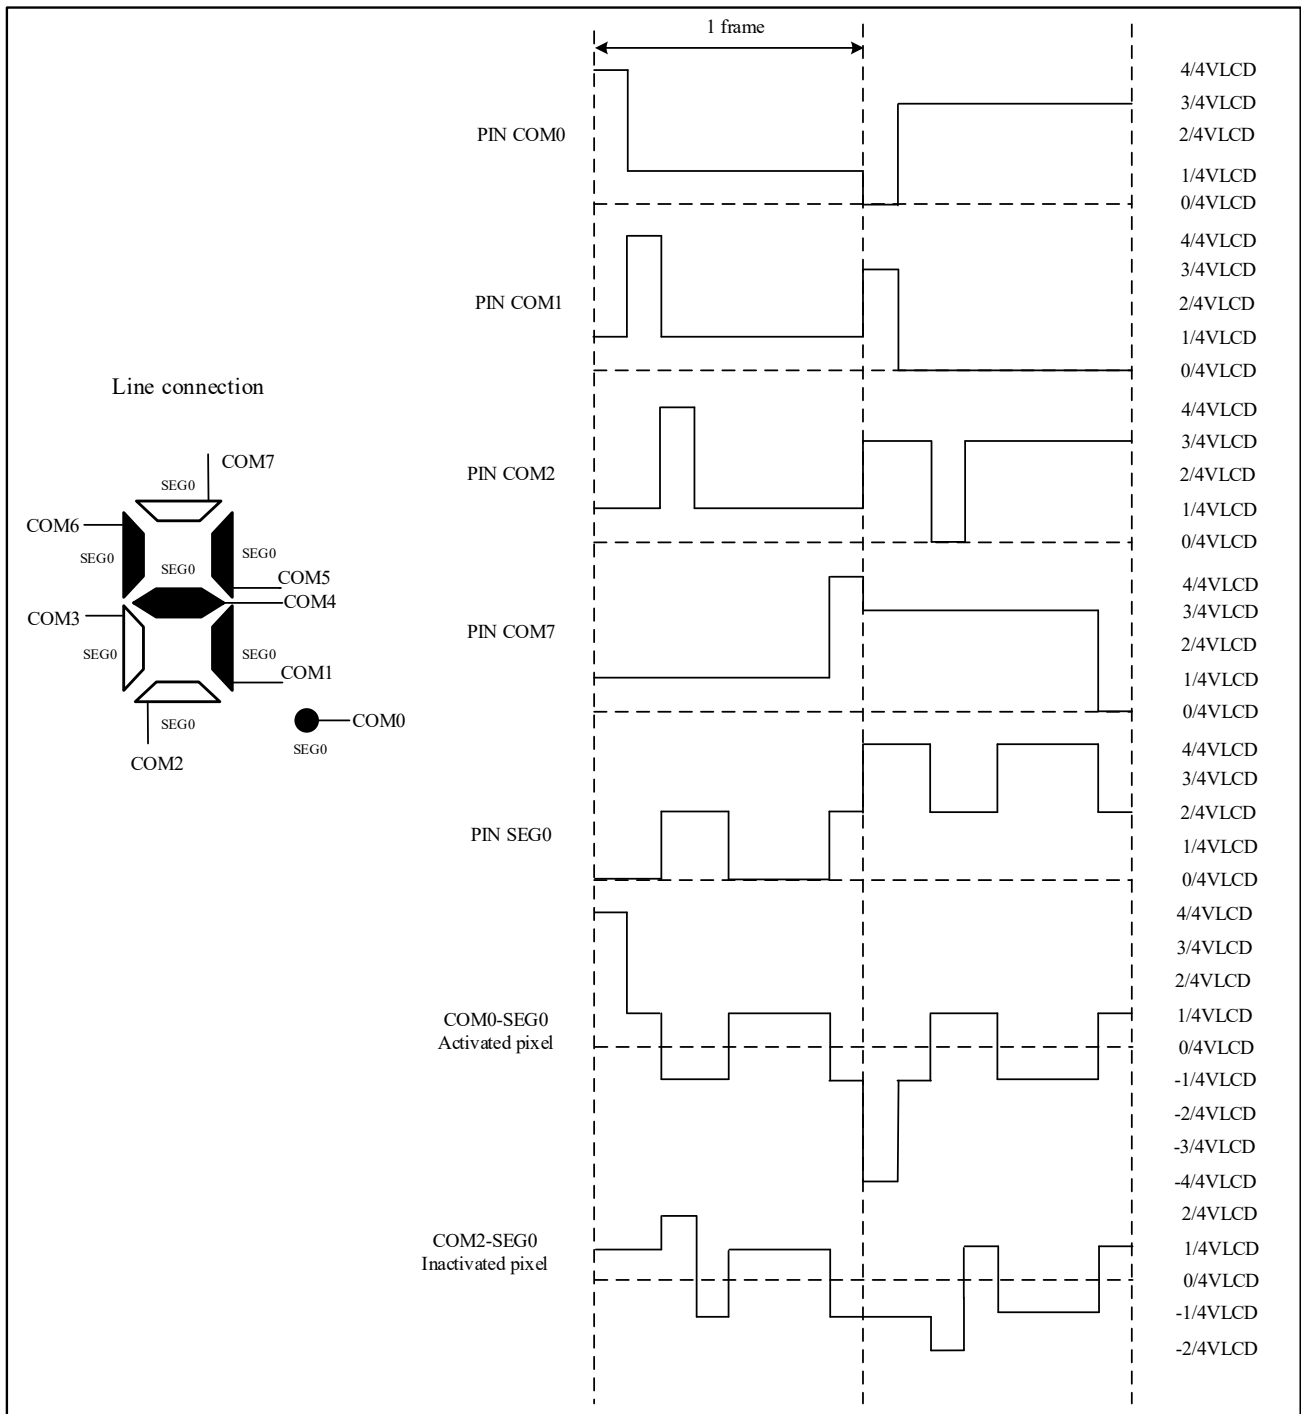 1 frame
4/4VLCD
3/4VLCD
PIN COM0
2/4VLCD
1/4VLCD
0/4VLCD
4/4VLCD
3/4VLCD
PIN COM1
2/4VLCD
1/4VLCD
0/4VLCD
Line connection
4/4VLCD
3/4VLCD
PIN COM2
2/4VLCD
1/4VLCD
0/4VLCD
COM7
SEG0
COM6
SEG0
SEG0
SEG0
COM5
COM4
COM3
SEG0
SEG0
COM1
SEG0
COM0
SEG0
COM2
4/4VLCD
3/4VLCD
PIN COM7
2/4VLCD
1/4VLCD
0/4VLCD
4/4VLCD
3/4VLCD
2/4VLCD
PIN SEG0
1/4VLCD
0/4VLCD
4/4VLCD
3/4VLCD
2/4VLCD
COM0-SEG0
Activated pixel
1/4VLCD
0/4VLCD
-1/4VLCD
-2/4VLCD
-3/4VLCD
-4/4VLCD
2/4VLCD
COM2-SEG0
Inactivated pixel
1/4VLCD
0/4VLCD
-1/4VLCD
-2/4VLCD